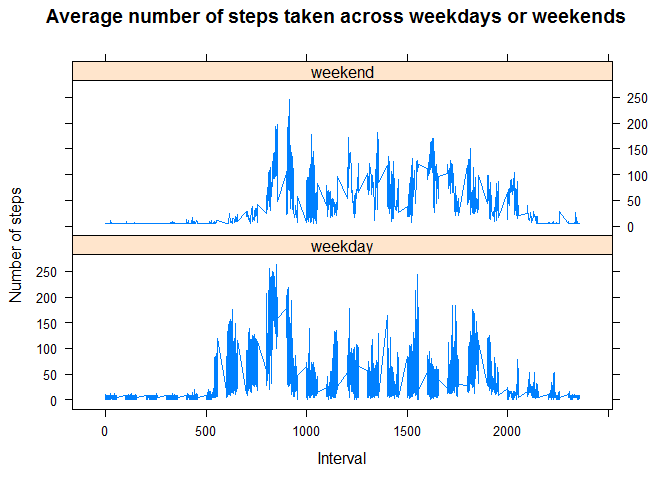 Average number of steps taken across weekdays or weekends
weekend
250
200
150
100
50
0
Number of steps
weekday
250
200
150
100
50
0
0 500 1000 1500 2000
Interval